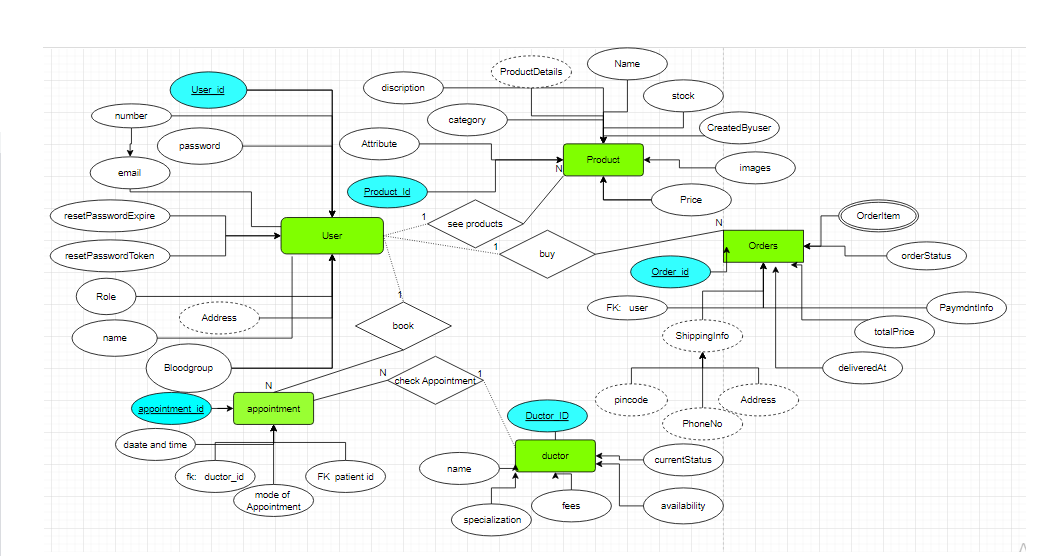 ProductDetails
Name
User_id
discription
stock
number
category
CreatedByuser
password
Attribute
Product
images
email
N
Product_Id
Price
resetPasswordExpire
1
see products
N
OrderItem
User
1
Orders
resetPasswordToken
buy
orderStatus
Order_id
Role
1
FK: user
PaymdntInfo
Address
book
ShippingInfo
totalPrice
name
Bloodgroup
deliveredAt
N
N
check Appointment
1
appointment_id
appointment
pincode
Address
Ductor_ID
PhoneNo
daate and time
ductor
currentStatus
name
fk: ductor_id
FK patient id
mode of
Appointment
fees
availability
specialization